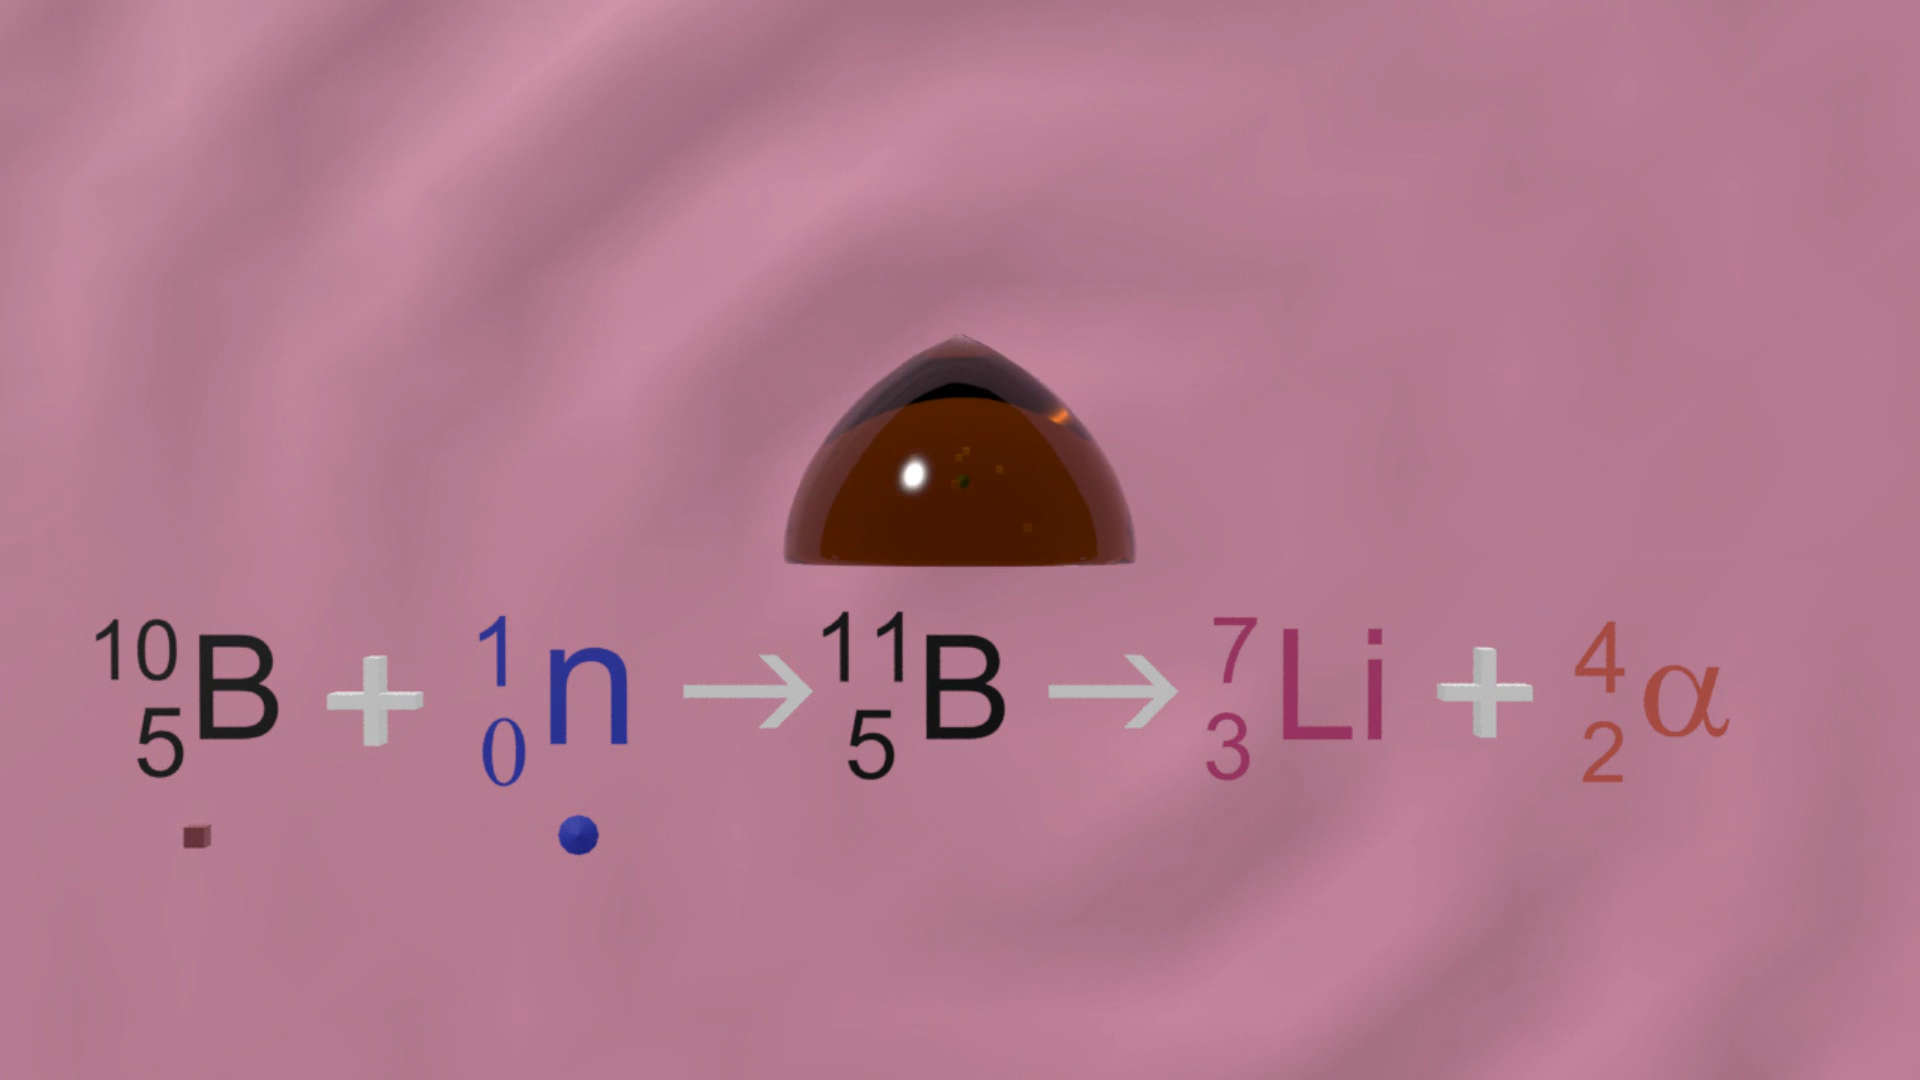 ¹⁰₅B + ¹₀n → ¹¹₅B → ⁷₃Li + ⁴₂α